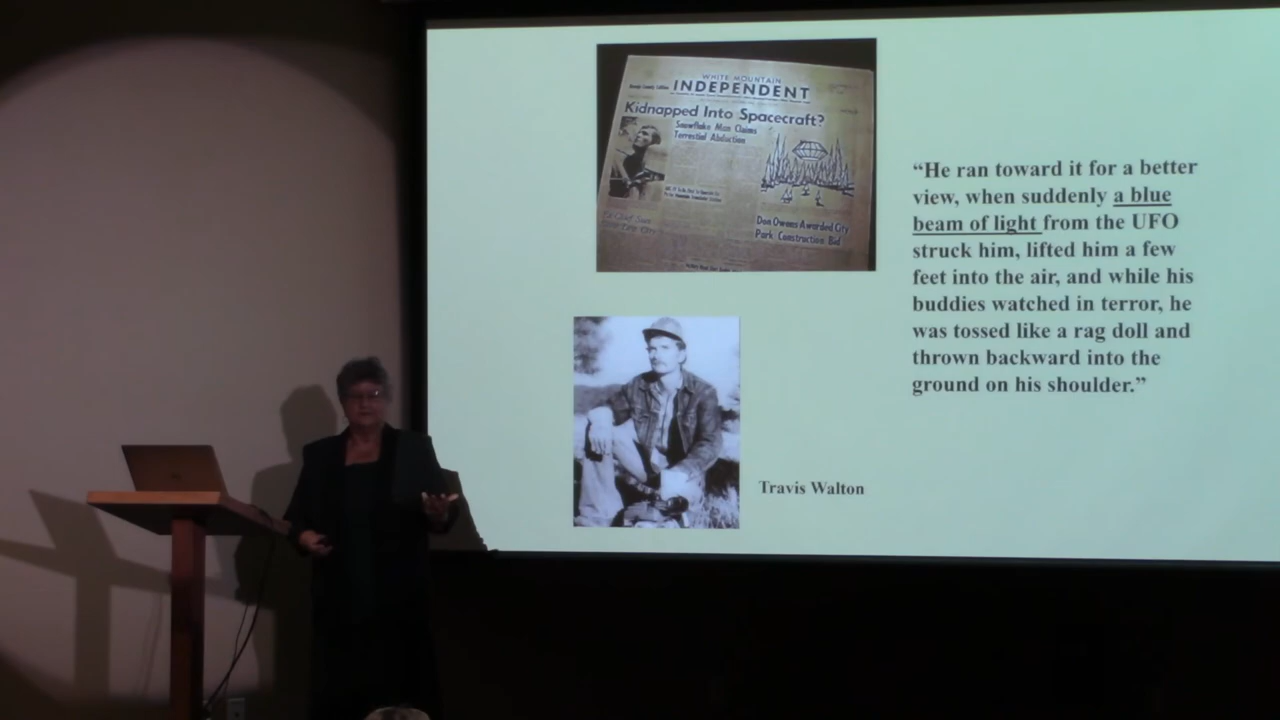 WHITE MOUNTAIN
INDEPENDENT
Kidnapped Into Spacecraft?
Snowflake Man Claims
Terrestial Abduction
Don Owens Awarded City
Park Construction Bid
“He ran toward it for a better
view, when suddenly a blue
beam of light from the UFO
struck him, lifted him a few
feet into the air, and while his
buddies watched in terror, he
was tossed like a rag doll and
thrown backward into the
ground on his shoulder.”
Travis Walton